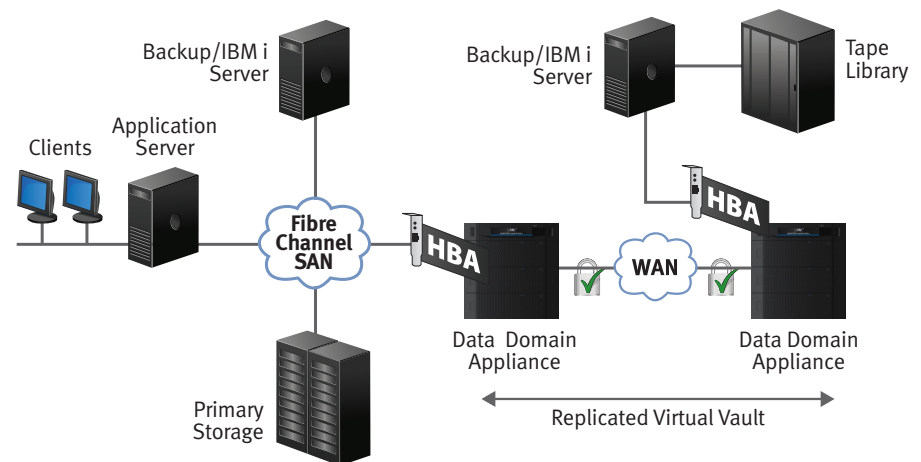 Backup/IBM i
Server
Backup/IBM i
Server
Tape
Library
Application
Server
Clients
Fibre
Channel
SAN
HBA
HBA
WAN
Data Domain
Appliance
Data Domain
Appliance
Primary
Storage
Replicated Virtual Vault